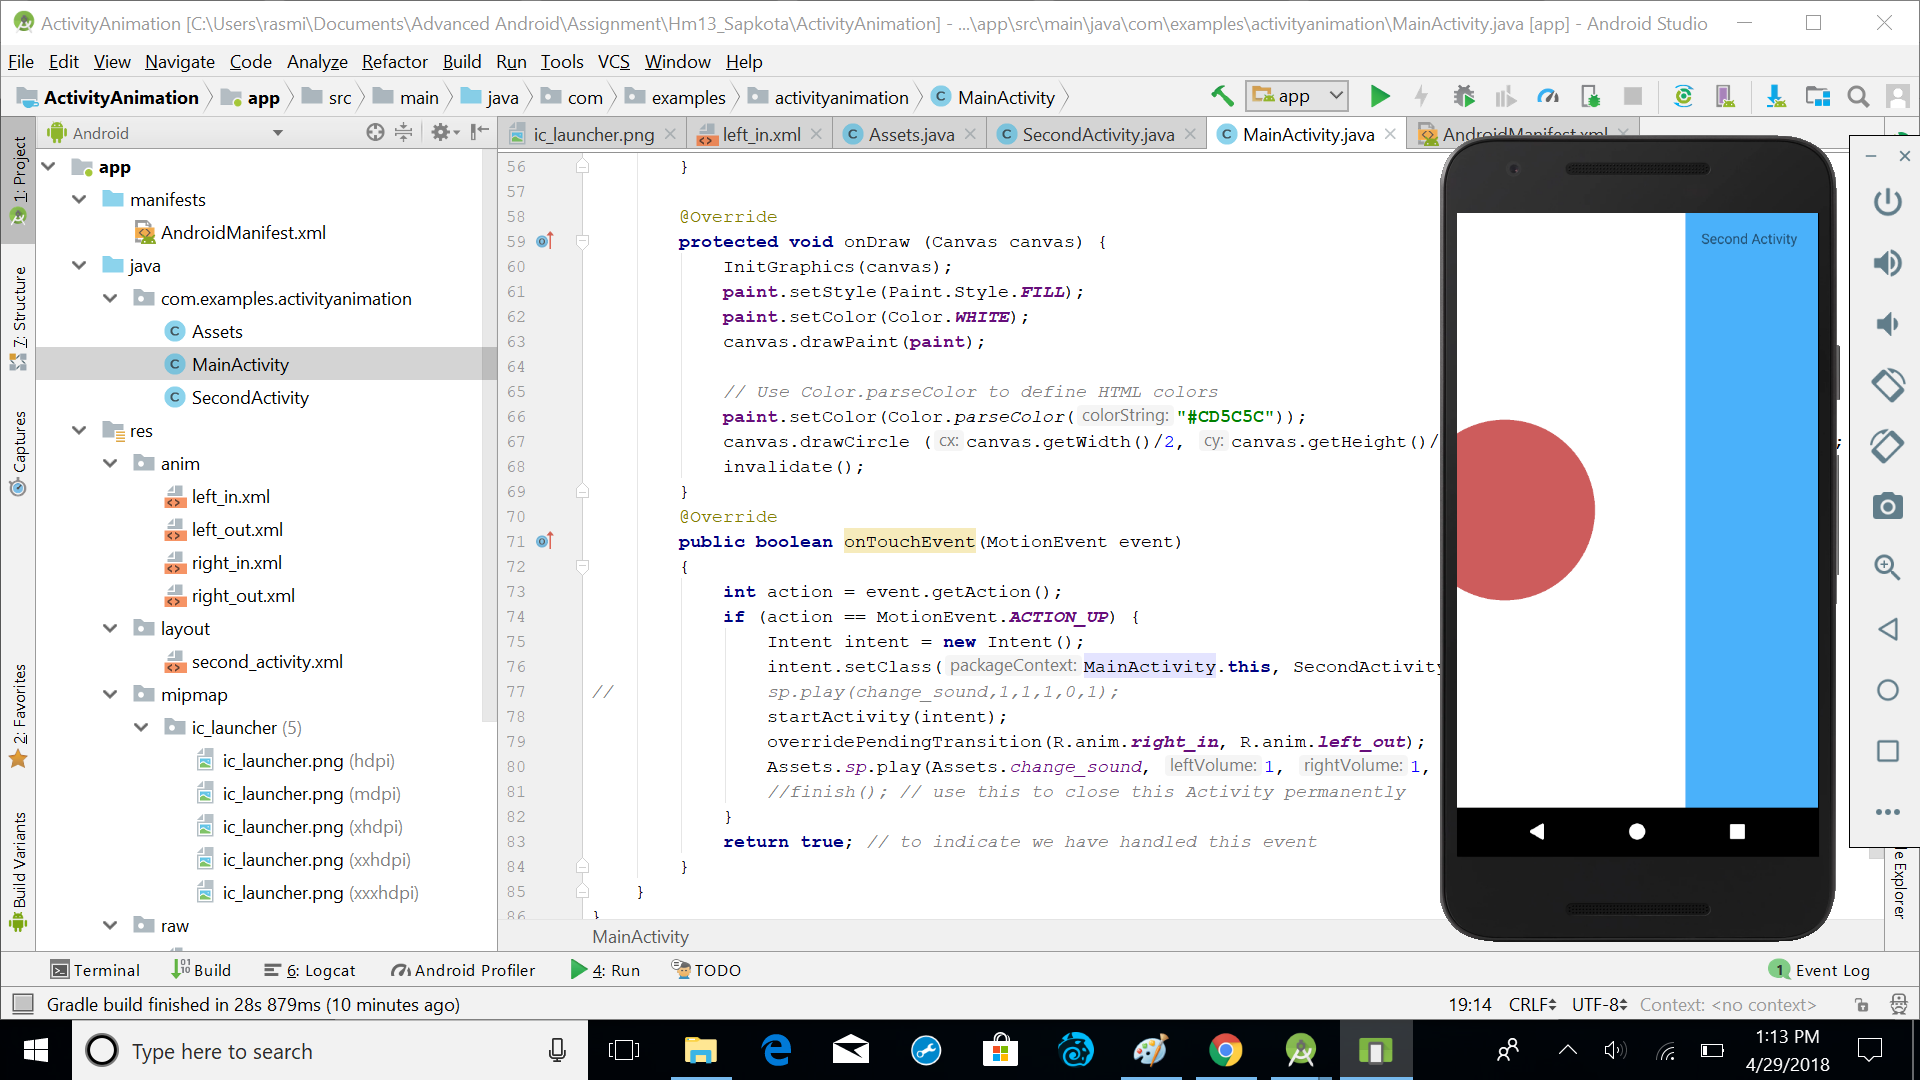 ActivityAnimation [C:\Users\rasmi\Documents\Advanced Android\Assignment\Hm13_Sapkota\ActivityAnimation] - ...\app\src\main\java\com\examples\activityanimation\MainActivity.java [app] - Android Studio
File Edit View Navigate Code Analyze Refactor Build Run Tools VCS Window Help
ActivityAnimation app src main java com examples activityanimation MainActivity app
Android
ic_launcher.png left_in.xml Assets.java SecondActivity.java MainActivity.java AndroidManifest.xml
1: Project
7: Structure
Captures
2: Favorites
Build Variants
app
manifests
AndroidManifest.xml
java
com.examples.activityanimation
Assets
MainActivity
SecondActivity
res
anim
left_in.xml
left_out.xml
right_in.xml
right_out.xml
layout
second_activity.xml
mipmap
ic_launcher (5)
ic_launcher.png (hdpi)
ic_launcher.png (mdpi)
ic_launcher.png (xhdpi)
ic_launcher.png (xxhdpi)
ic_launcher.png (xxxhdpi)
raw
56 }
57
58 @Override
59 protected void onDraw (Canvas canvas) {
60 InitGraphics(canvas);
61 paint.setStyle(Paint.Style.FILL);
62 paint.setColor(Color.WHITE);
63 canvas.drawPaint(paint);
64
65 // Use Color.parseColor to define HTML colors
66 paint.setColor(Color.parseColor( colorString: "#CD5C5C"));
67 canvas.drawCircle ( cx: canvas.getWidth()/2, cy: canvas.getHeight()/ ;
68 invalidate();
69 }
70 @Override
71 public boolean onTouchEvent(MotionEvent event)
72 {
73 int action = event.getAction();
74 if (action == MotionEvent.ACTION_UP) {
75 Intent intent = new Intent();
76 intent.setClass( packageContext: MainActivity.this, SecondActivity
77 // sp.play(change_sound,1,1,1,0,1);
78 startActivity(intent);
79 overridePendingTransition(R.anim.right_in, R.anim.left_out);
80 Assets.sp.play(Assets.change_sound, leftVolume: 1, rightVolume: 1,
81 //finish(); // use this to close this Activity permanently
82 }
83 return true; // to indicate we have handled this event
84 }
85 }
86 }
MainActivity
Second Activity
Explorer
Terminal Build 6: Logcat Android Profiler 4: Run TODO 1 Event Log
Gradle build finished in 28s 879ms (10 minutes ago) 19:14 CRLF UTF-8 Context: <no context>
Type here to search
1:13 PM
4/29/2018